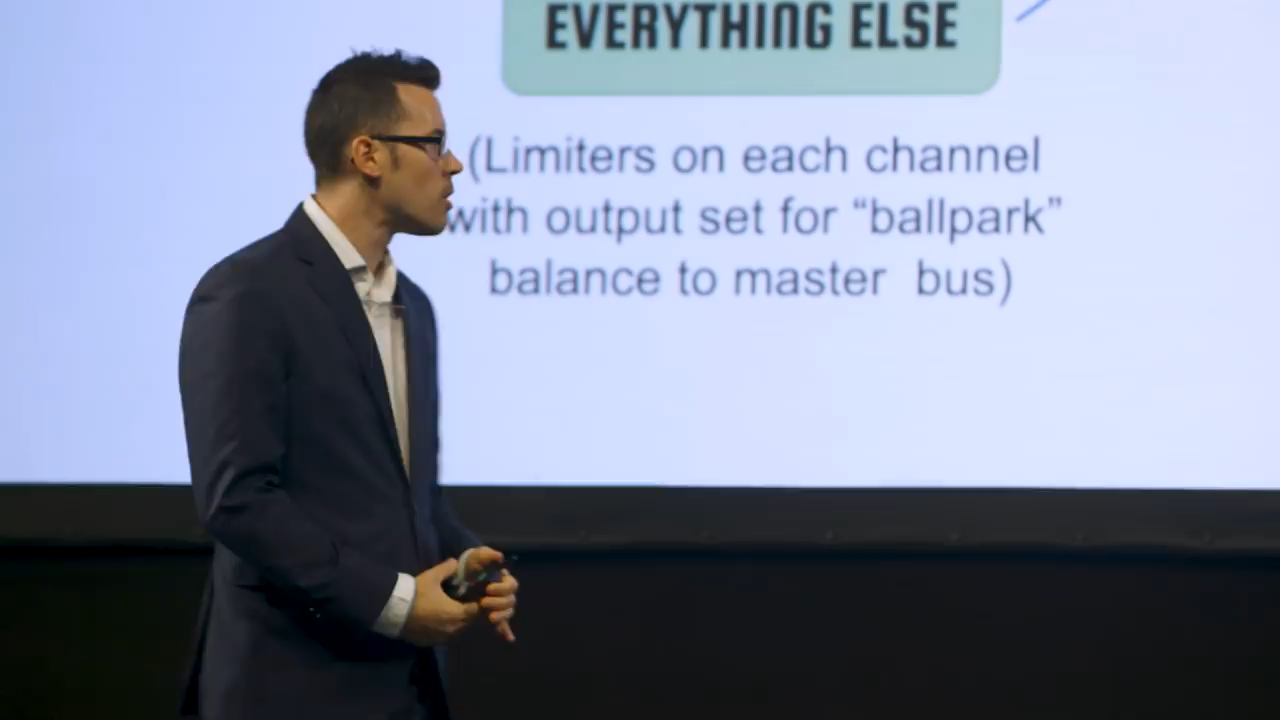 EVERYTHING ELSE
(Limiters on each channel
with output set for “ballpark”
balance to master bus)